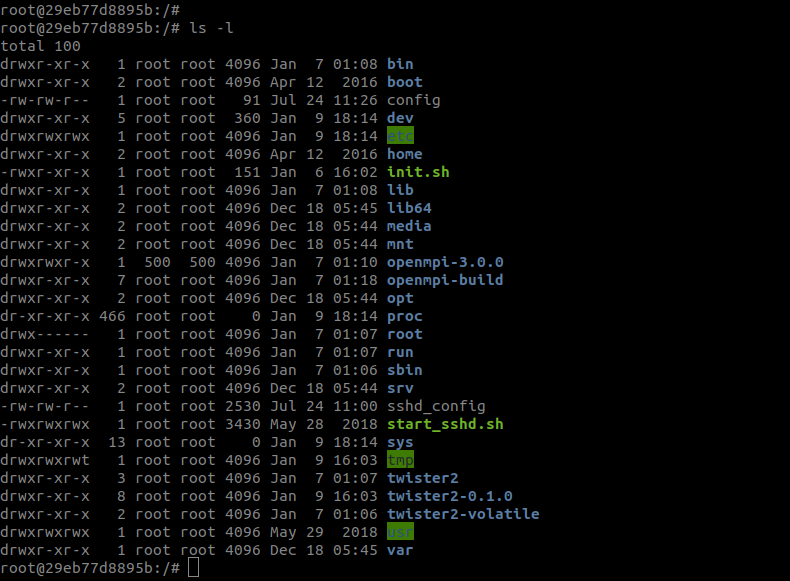 root@29eb77d8895b:/#
root@29eb77d8895b:/# ls -l
total 100
drwxr-xr-x   1 root root 4096 Jan  7 01:08 bin
drwxr-xr-x   2 root root 4096 Apr 12  2016 boot
-rw-rw-r--   1 root root   91 Jul 24 11:26 config
drwxr-xr-x   5 root root  360 Jan  9 18:14 dev
drwxrwxrwx   1 root root 4096 Jan  9 18:14 etc
drwxr-xr-x   2 root root 4096 Apr 12  2016 home
-rwxr-xr-x   1 root root  151 Jan  6 16:02 init.sh
drwxr-xr-x   1 root root 4096 Jan  7 01:08 lib
drwxr-xr-x   2 root root 4096 Dec 18 05:45 lib64
drwxr-xr-x   2 root root 4096 Dec 18 05:44 media
drwxr-xr-x   2 root root 4096 Dec 18 05:44 mnt
drwxrwxr-x   1  500  500 4096 Jan  7 01:10 openmpi-3.0.0
drwxr-xr-x   7 root root 4096 Jan  7 01:18 openmpi-build
drwxr-xr-x   2 root root 4096 Dec 18 05:44 opt
dr-xr-xr-x 466 root root    0 Jan  9 18:14 proc
drwx------   1 root root 4096 Jan  7 01:07 root
drwxr-xr-x   1 root root 4096 Jan  7 01:07 run
drwxr-xr-x   1 root root 4096 Jan  7 01:06 sbin
drwxr-xr-x   2 root root 4096 Dec 18 05:44 srv
-rw-rw-r--   1 root root 2530 Jul 24 11:00 sshd_config
-rwxrwxrwx   1 root root 3430 May 28  2018 start_sshd.sh
dr-xr-xr-x  13 root root    0 Jan  9 18:14 sys
drwxrwxrwt   1 root root 4096 Jan  9 16:03 tmp
drwxr-xr-x   3 root root 4096 Jan  7 01:07 twister2
drwxr-xr-x   8 root root 4096 Jan  9 16:03 twister2-0.1.0
drwxr-xr-x   2 root root 4096 Jan  7 01:06 twister2-volatile
drwxrwxrwx   1 root root 4096 May 29  2018 usr
drwxr-xr-x   1 root root 4096 Dec 18 05:45 var
root@29eb77d8895b:/#